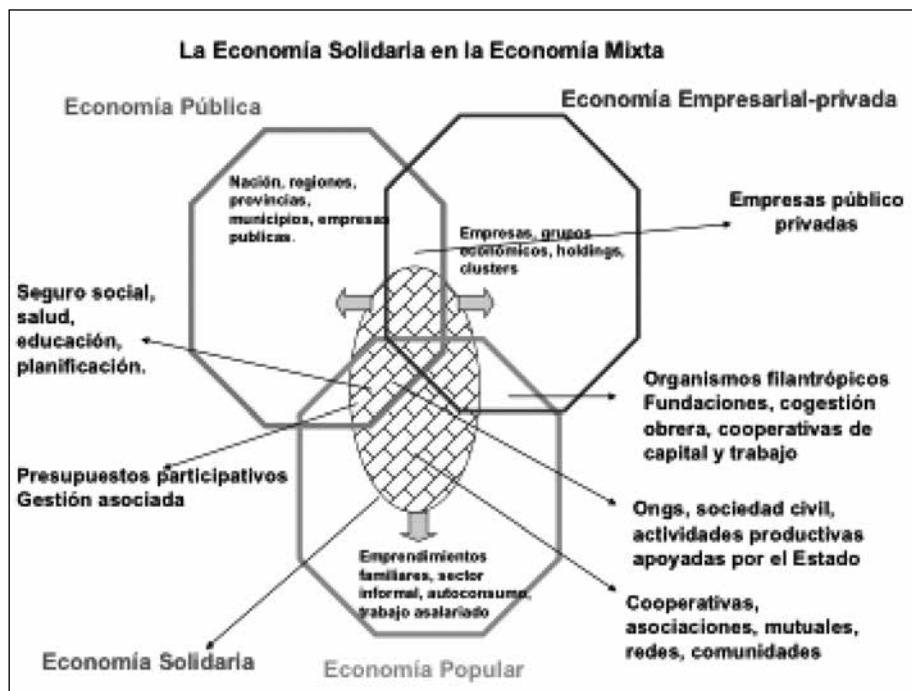 La Economía Solidaria en la Economía Mixta
Economía Pública
Economía Empresarial-privada
Nación, regiones,
provincias,
municipios, empresas
publicas.
Empresas, grupos
económicos, holdings,
clusters
Empresas público
privadas
Seguro social,
salud,
educación,
planificación.
Organismos filantrópicos
Fundaciones, cogestión
obrera, cooperativas de
capital y trabajo
Presupuestos participativos
Gestión asociada
Ongs, sociedad civil,
actividades productivas
apoyadas por el Estado
Emprendimientos
familiares, sector
informal, autoconsumo,
trabajo asalariado
Cooperativas,
asociaciones, mutuales,
redes, comunidades
Economía Solidaria
Economía Popular